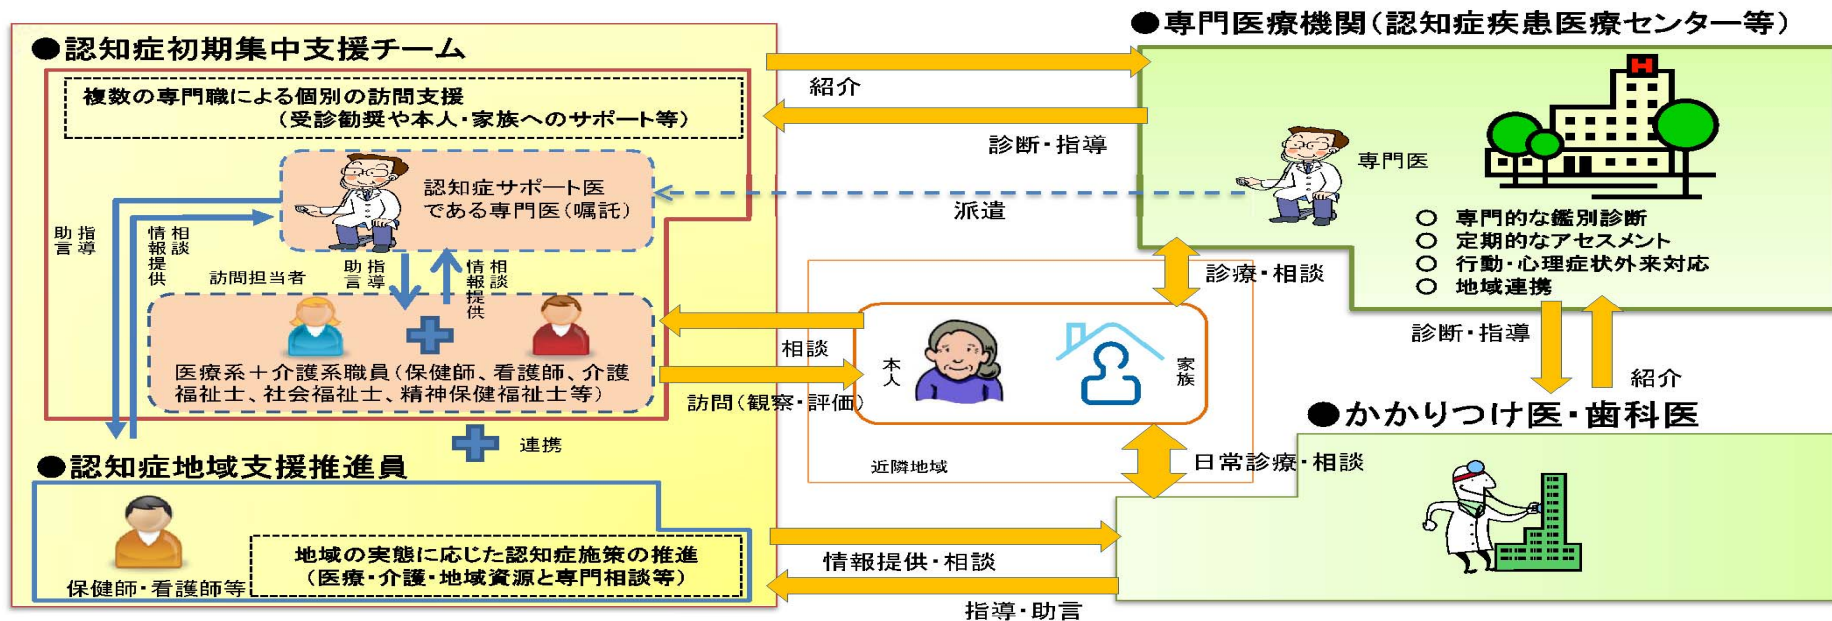 ●認知症初期集中支援チーム
複数の専門職による個別の訪問支援
(受診勧奨や本人・家族へのサポート等)
認知症サポート医
である専門医(嘱託)
指導
助言
相談
情報提供
訪問担当者
指導
助言
相談
情報提供
医療系＋介護系職員(保健師、看護師、介護
福祉士、社会福祉士、精神保健福祉士等)
連携
●認知症地域支援推進員
保健師・看護師等
地域の実態に応じた認知症施策の推進
(医療・介護・地域資源と専門相談等)
紹介
診断・指導
派遣
相談
訪問(観察・評価)
本人
家族
近隣地域
診療・相談
日常診療・相談
情報提供・相談
指導・助言
●専門医療機関(認知症疾患医療センター等)
H
専門医
○ 専門的な鑑別診断
○ 定期的なアセスメント
○ 行動・心理症状外来対応
○ 地域連携
診断・指導
紹介
●かかりつけ医・歯科医